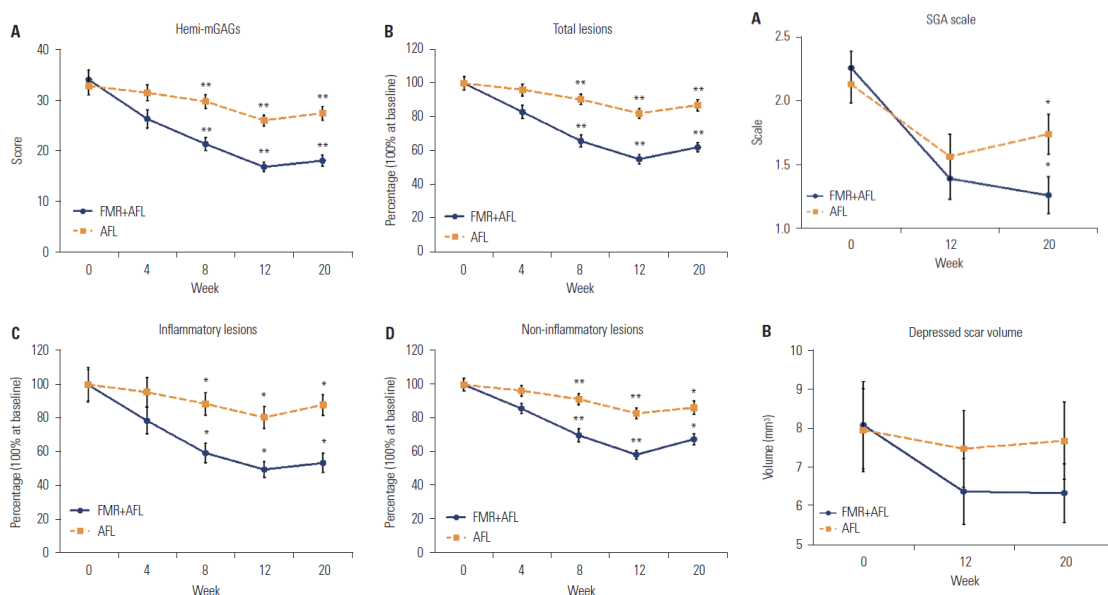 A
Hemi-mGAGs
40
30
20
10
0
Score
**
**
**
**
**
**
FMR+AFL
AFL
0
4
8
12
20
Week
B
Total lesions
120
100
80
60
40
20
0
Percentage (100% at baseline)
**
**
**
**
**
**
FMR+AFL
AFL
0
4
8
12
20
Week
A
SGA scale
2.5
2.0
1.5
1.0
Scale
*
*
FMR+AFL
AFL
0
12
20
Week
C
Inflammatory lesions
120
100
80
60
40
20
0
Percentage (100% at baseline)
*
*
*
*
*
*
FMR+AFL
AFL
0
4
8
12
20
Week
D
Non-inflammatory lesions
120
100
80
60
40
20
0
Percentage (100% at baseline)
**
**
*
**
**
*
FMR+AFL
AFL
0
4
8
12
20
Week
B
Depressed scar volume
10
9
8
7
6
5
Volume (mm³)
FMR+AFL
AFL
0
12
20
Week